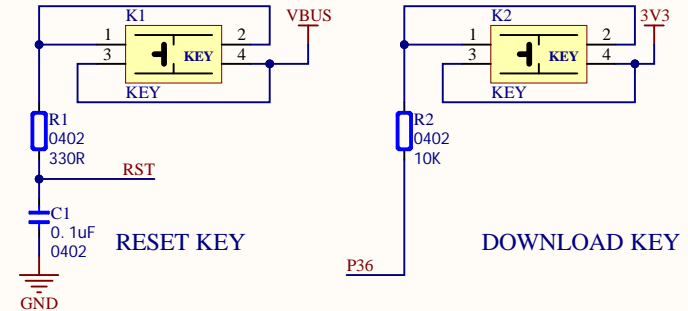 K1
VBUS
1
2
3
4
KEY
KEY
R1
0402
330R
RST
C1
0.1uF
0402
GND
RESET KEY
K2
3V3
1
2
3
4
KEY
KEY
R2
0402
10K
P36
DOWNLOAD KEY